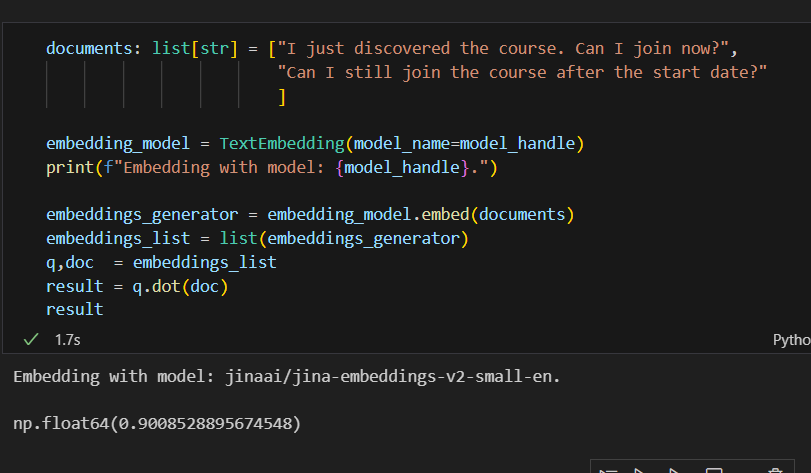 documents: list[str] = ["I just discovered the course. Can I join now?",
"Can I still join the course after the start date?"
]
embedding_model = TextEmbedding(model_name=model_handle)
print(f"Embedding with model: {model_handle}.")
embeddings_generator = embedding_model.embed(documents)
embeddings_list = list(embeddings_generator)
q,doc  = embeddings_list
result = q.dot(doc)
result
1.7s
Pytho
Embedding with model: jinaai/jina-embeddings-v2-small-en.
np.float64(0.9008528895674548)